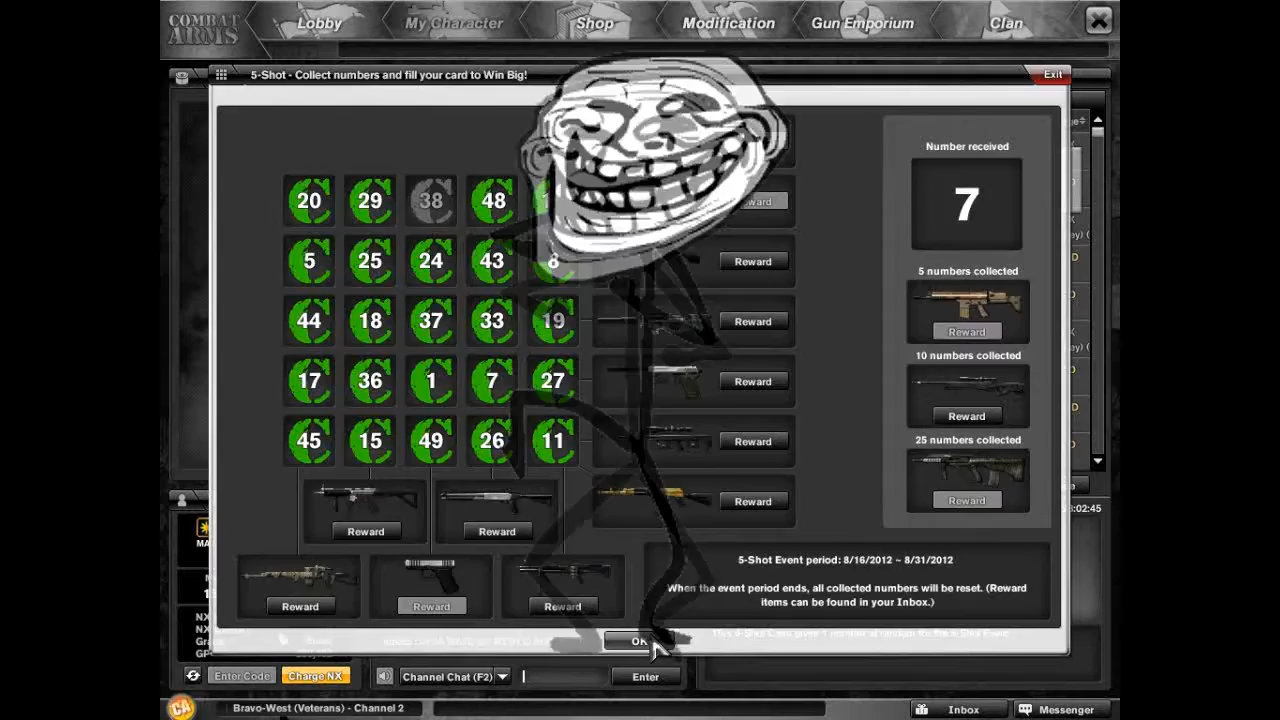 COMBAT ARMS
Lobby
My Character
Shop
Modification
Gun Emporium
Clan
5-Shot - Collect numbers and fill your card to Win Big!
Exit
Number received
7
20 29 38 48
5 25 24 43 8
44 18 37 33 19
17 36 1 7 27
45 15 49 26 11
Reward
Reward
Reward
Reward
Reward
5 numbers collected
Reward
10 numbers collected
Reward
25 numbers collected
Reward
Reward
Reward
Reward
Reward
Reward
5-Shot Event period: 8/16/2012 ~ 8/31/2012
When the event period ends, all collected numbers will be reset. (Reward
items can be found in your Inbox.)
OK
Enter Code
Charge NX
Channel Chat (F2)
Enter
Bravo-West (Veterans) - Channel 2
Inbox
Messenger